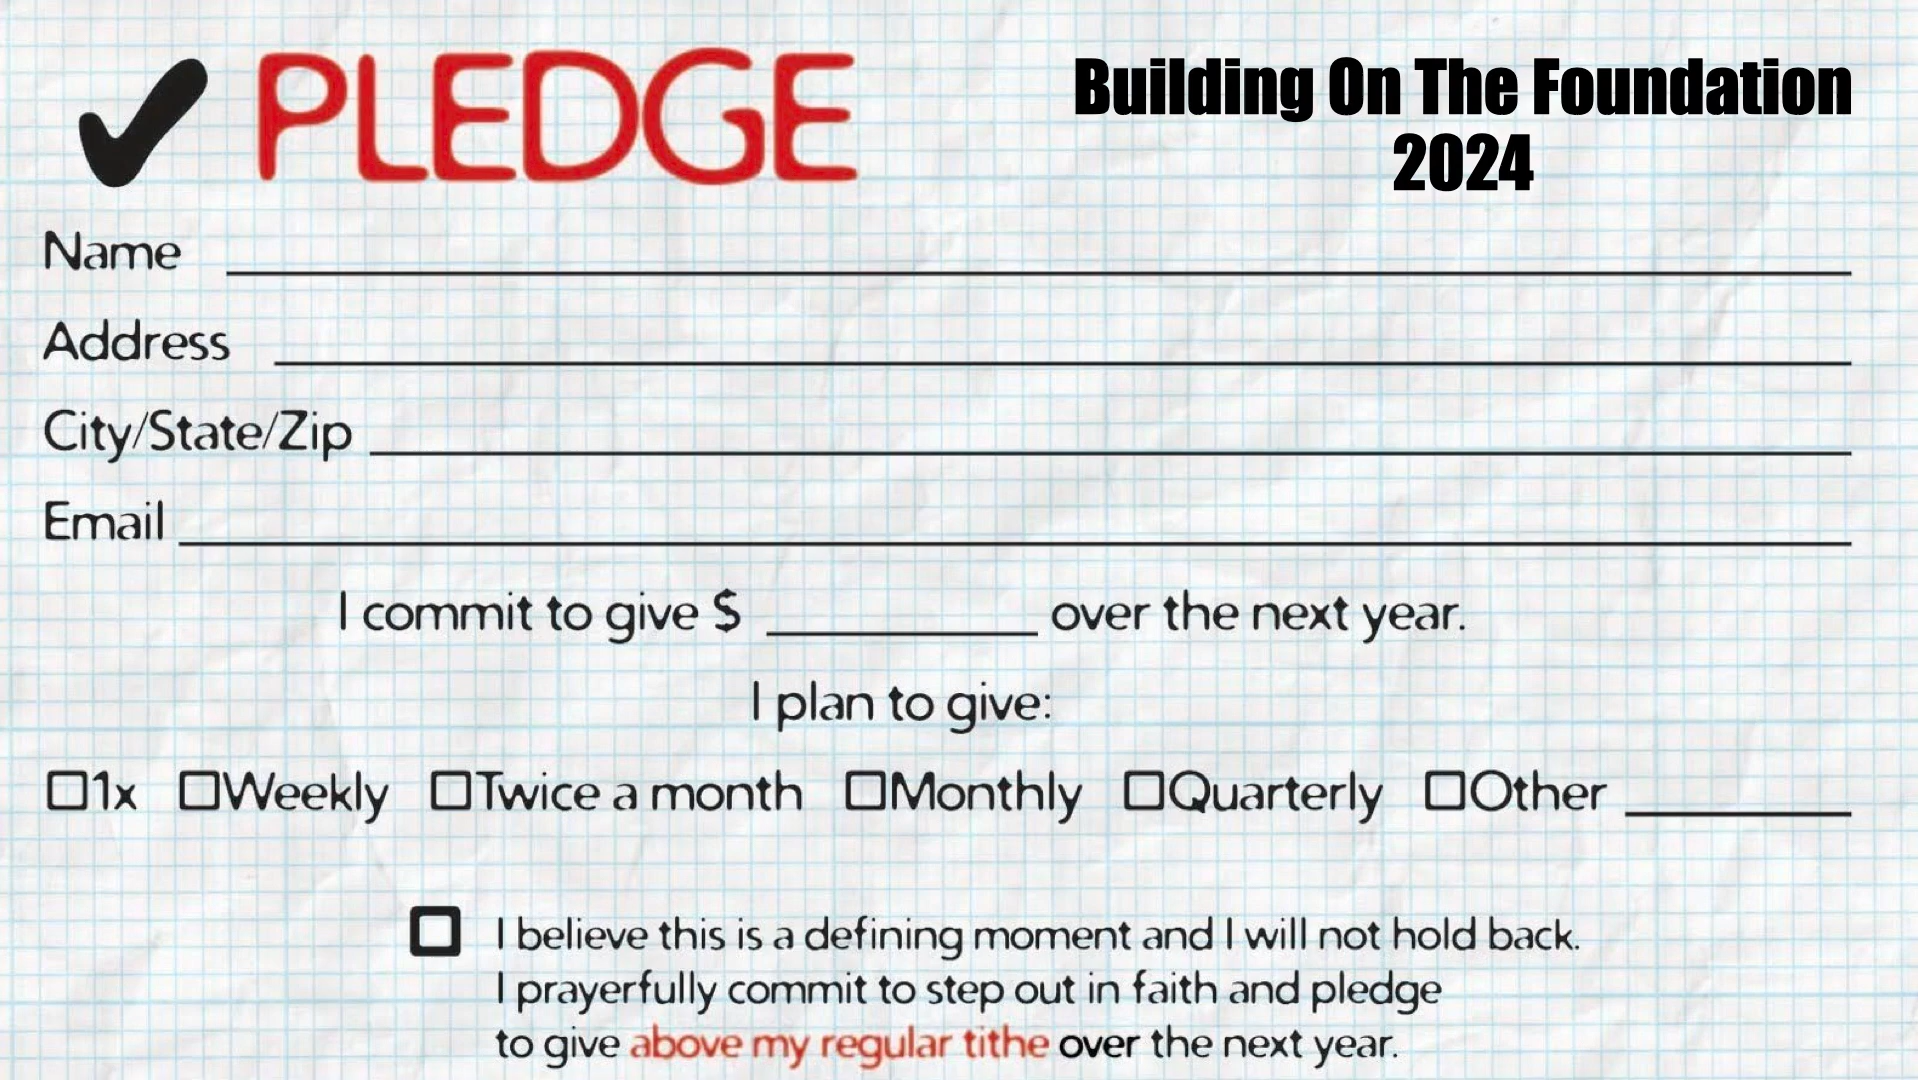 PLEDGE
Building On The Foundation
2024
Name
Address
City/State/Zip
Email
I commit to give $ __________ over the next year.
I plan to give:
☐1x ☐Weekly ☐Twice a month ☐Monthly ☐Quarterly ☐Other ________
☐ I believe this is a defining moment and I will not hold back.
I prayerfully commit to step out in faith and pledge
to give above my regular tithe over the next year.